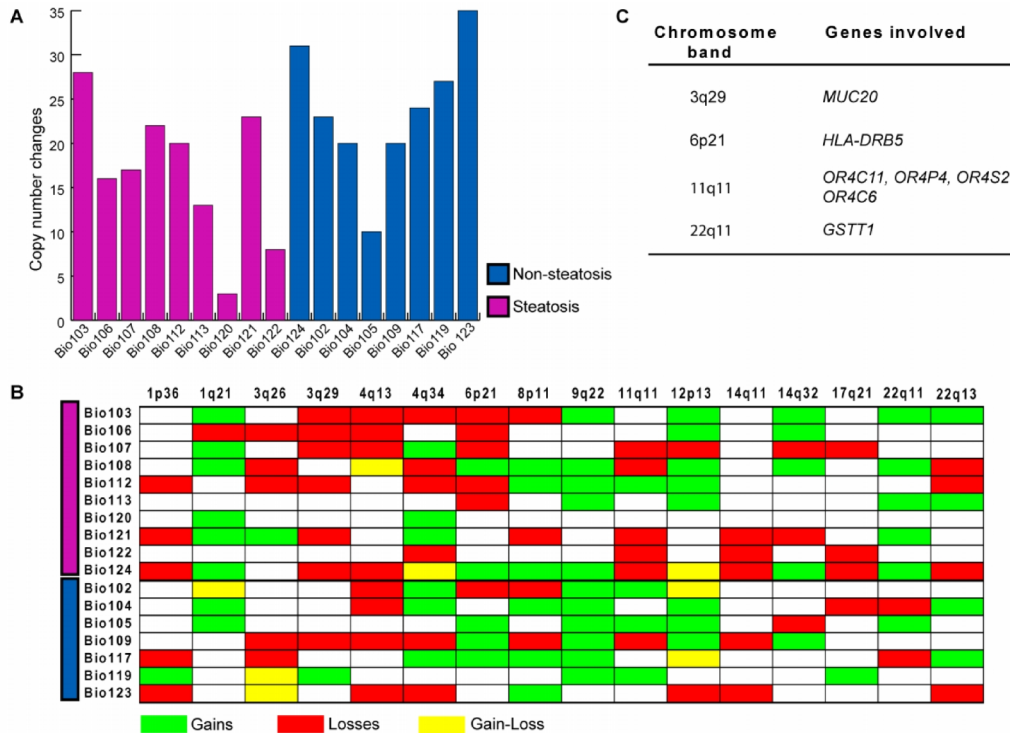 A
35
30
25
20
15
10
5
0
Copy number changes
Bio103
Bio106
Bio107
Bio108
Bio112
Bio113
Bio120
Bio121
Bio122
Bio124
Bio102
Bio104
Bio105
Bio109
Bio117
Bio119
Bio 123
Non-steatosis
Steatosis
C
Chromosome band Genes involved
3q29 MUC20
6p21 HLA-DRB5
11q11 OR4C11, OR4P4, OR4S2
OR4C6
22q11 GSTT1
B
1p36 1q21 3q26 3q29 4q13 4q34 6p21 8p11 9q22 11q11 12p13 14q11 14q32 17q21 22q11 22q13
Bio103
Bio106
Bio107
Bio108
Bio112
Bio113
Bio120
Bio121
Bio122
Bio124
Bio102
Bio104
Bio105
Bio109
Bio117
Bio119
Bio123
Gains Losses Gain-Loss